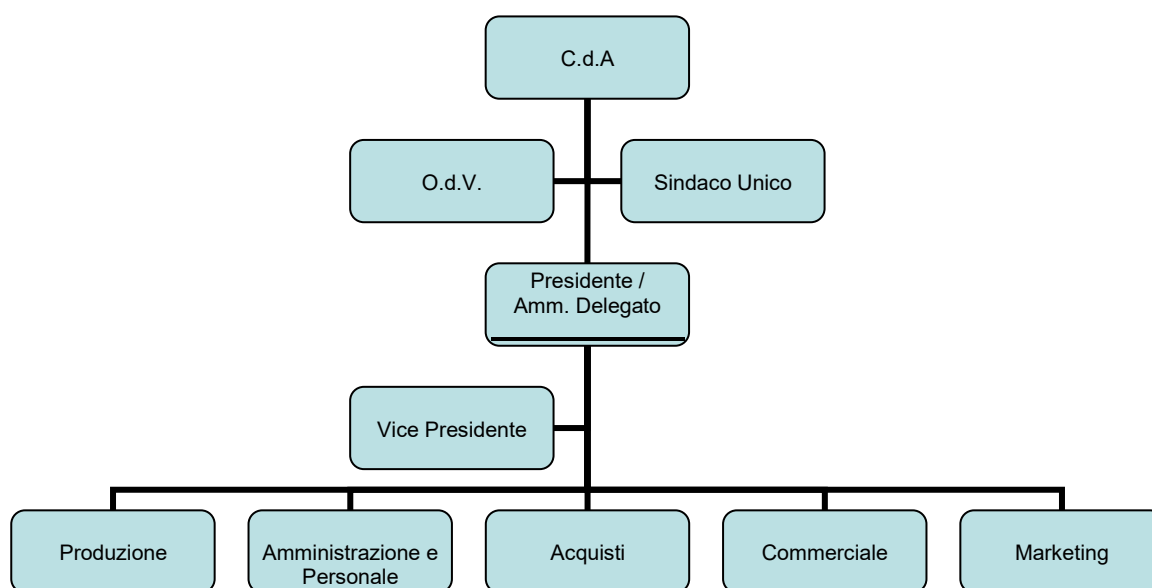 C.d.A
O.d.V.
Sindaco Unico
Presidente /
Amm. Delegato
Vice Presidente
Produzione
Amministrazione e
Personale
Acquisti
Commerciale
Marketing